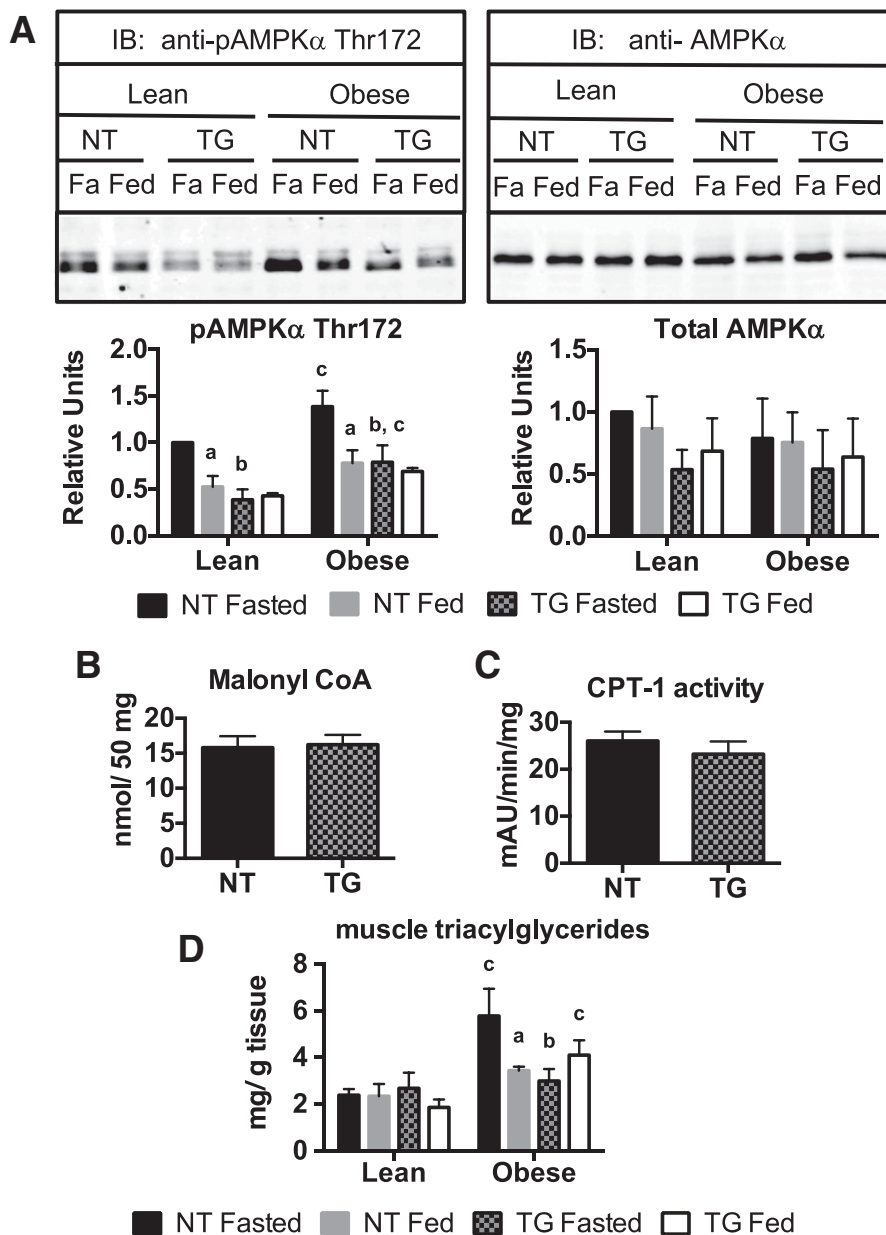 A
IB: anti-pAMPKα Thr172
Lean Obese
NT TG NT TG
Fa Fed Fa Fed Fa Fed Fa Fed
IB: anti- AMPKα
Lean Obese
NT TG NT TG
Fa Fed Fa Fed Fa Fed Fa Fed
pAMPKα Thr172
Relative Units
2.0
1.5
1.0
0.5
0.0
a
b
c
a
b, c
Lean Obese
Total AMPKα
Relative Units
1.5
1.0
0.5
0.0
Lean Obese
NT Fasted NT Fed TG Fasted TG Fed
B
Malonyl CoA
nmol/ 50 mg
20
15
10
5
0
NT TG
C
CPT-1 activity
mAU/min/mg
30
20
10
0
NT TG
D
muscle triacylglycerides
mg/ g tissue
8
6
4
2
0
c
a
b
c
Lean Obese
NT Fasted NT Fed TG Fasted TG Fed